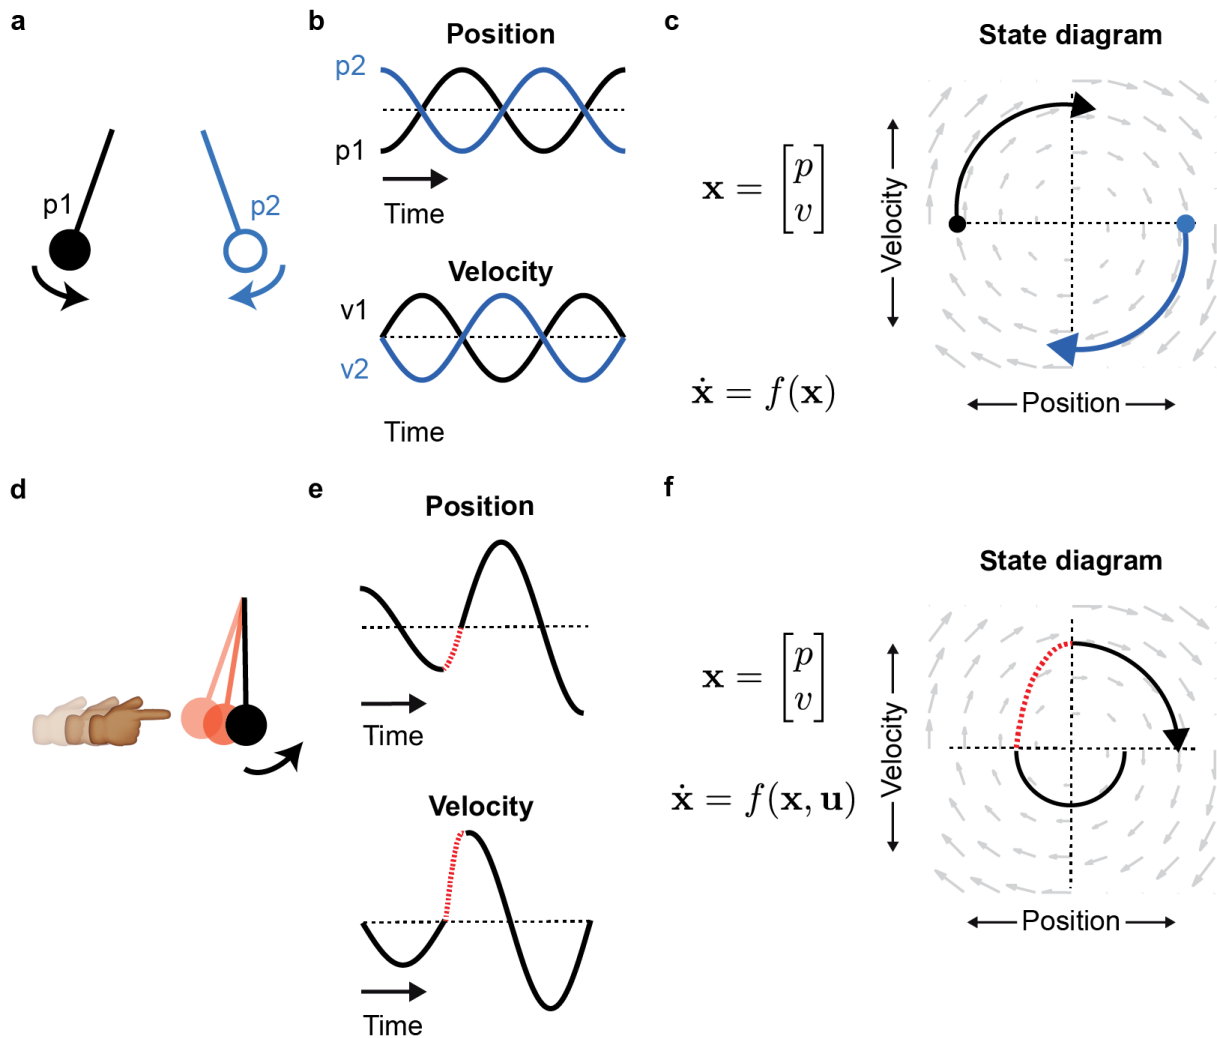 a
p1
p2
b
Position
p2
p1
Time
Velocity
v1
v2
Time
c
State diagram
x = [p v]
ẋ = f(x)
Velocity
Position
d
e
Position
Time
Velocity
Time
f
State diagram
x = [p v]
ẋ = f(x, u)
Velocity
Position